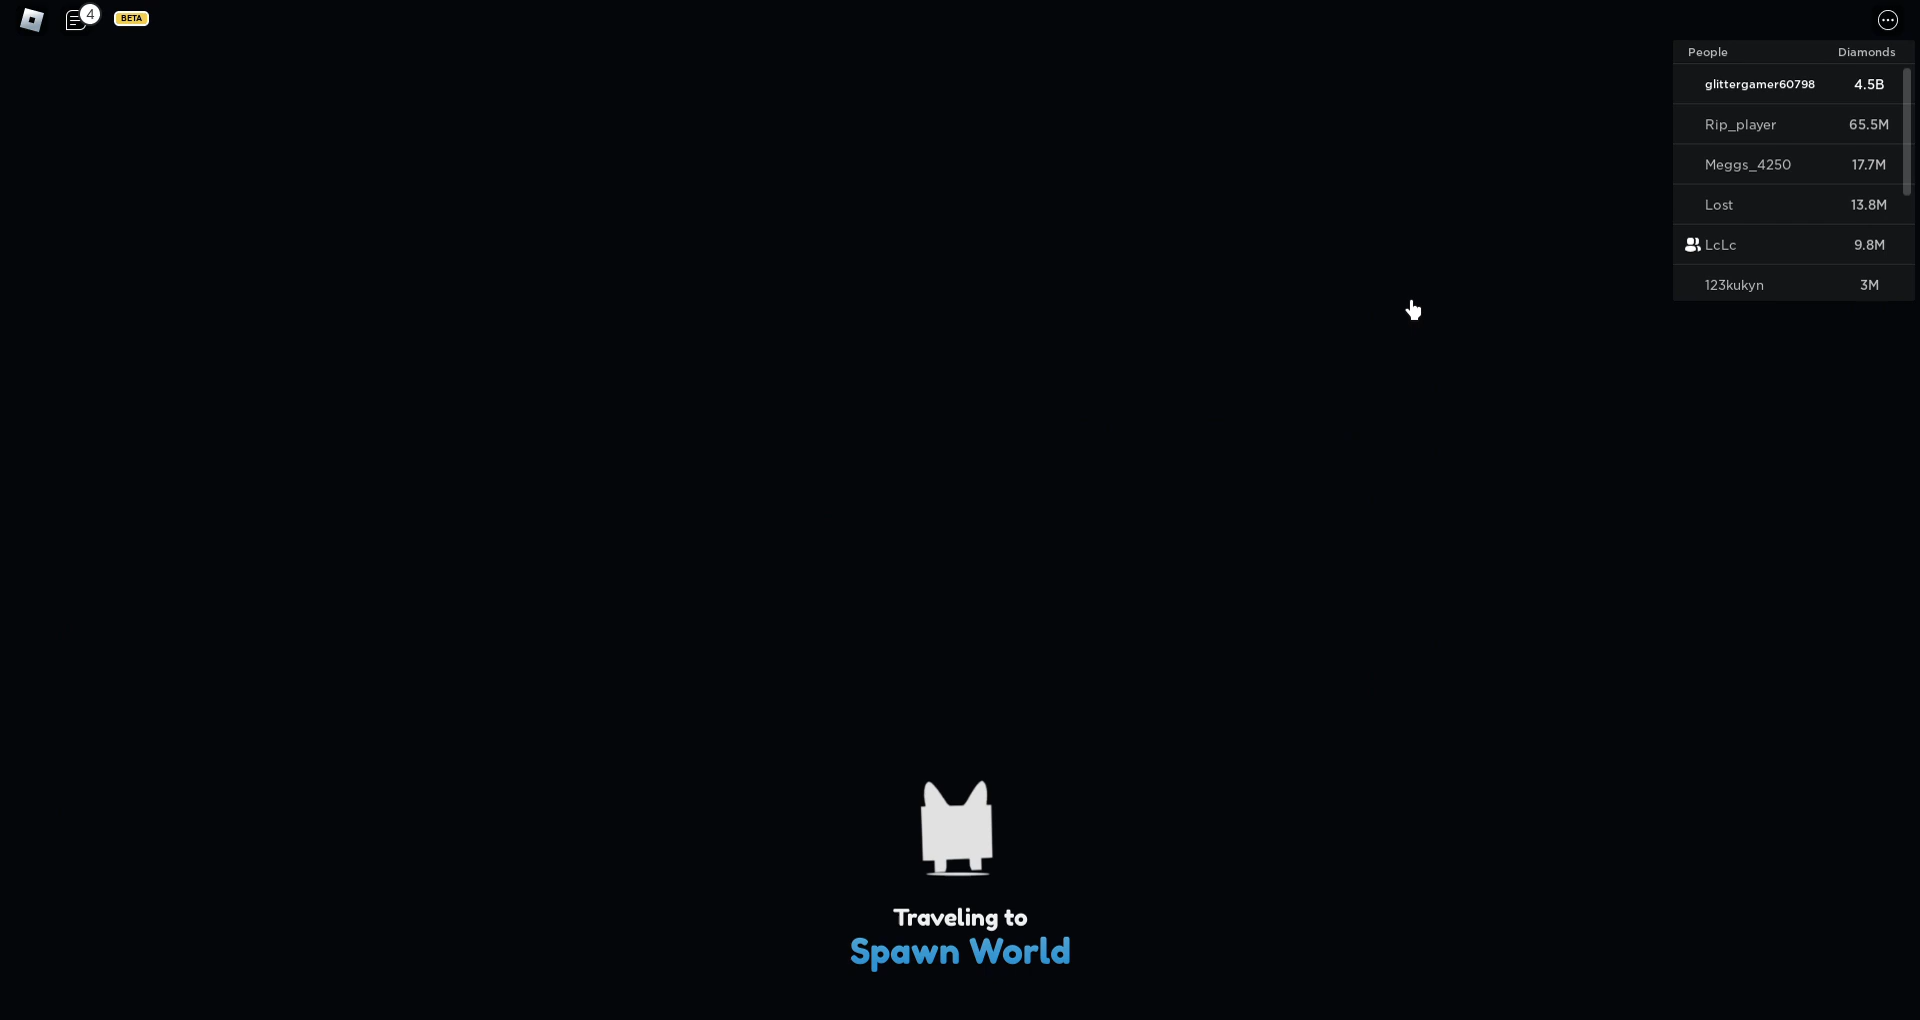 4
BETA
People Diamonds
glittergamer60798 4.5B
Rip_player 65.5M
Meggs_4250 17.7M
Lost 13.8M
LcLc 9.8M
123kukyn 3M
Traveling to
Spawn World